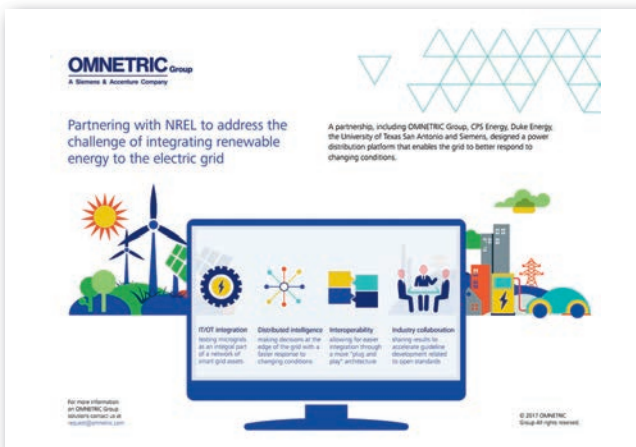 OMNETRIC Group
A Siemens & Accenture Company
Partnering with NREL to address the
challenge of integrating renewable
energy to the electric grid
A partnership, including OMNETRIC Group, CPS Energy, Duke Energy,
the University of Texas San Antonio and Siemens, designed a power
distribution platform that enables the grid to better respond to
changing conditions.
IT/OT integration
testing microgrids
as an integral part
of a network of
smart grid assets
Distributed intelligence
making decisions at the
edge of the grid with a
faster response to
changing conditions
Interoperability
allowing for easier
integration through
a more "plug and
play" architecture
Industry collaboration
sharing results to
accelerate guideline
development related
to open standards
For more information
on OMNETRIC Group
solutions contact us at
request@omnetric.com
© 2017 OMNETRIC
Group All rights reserved.